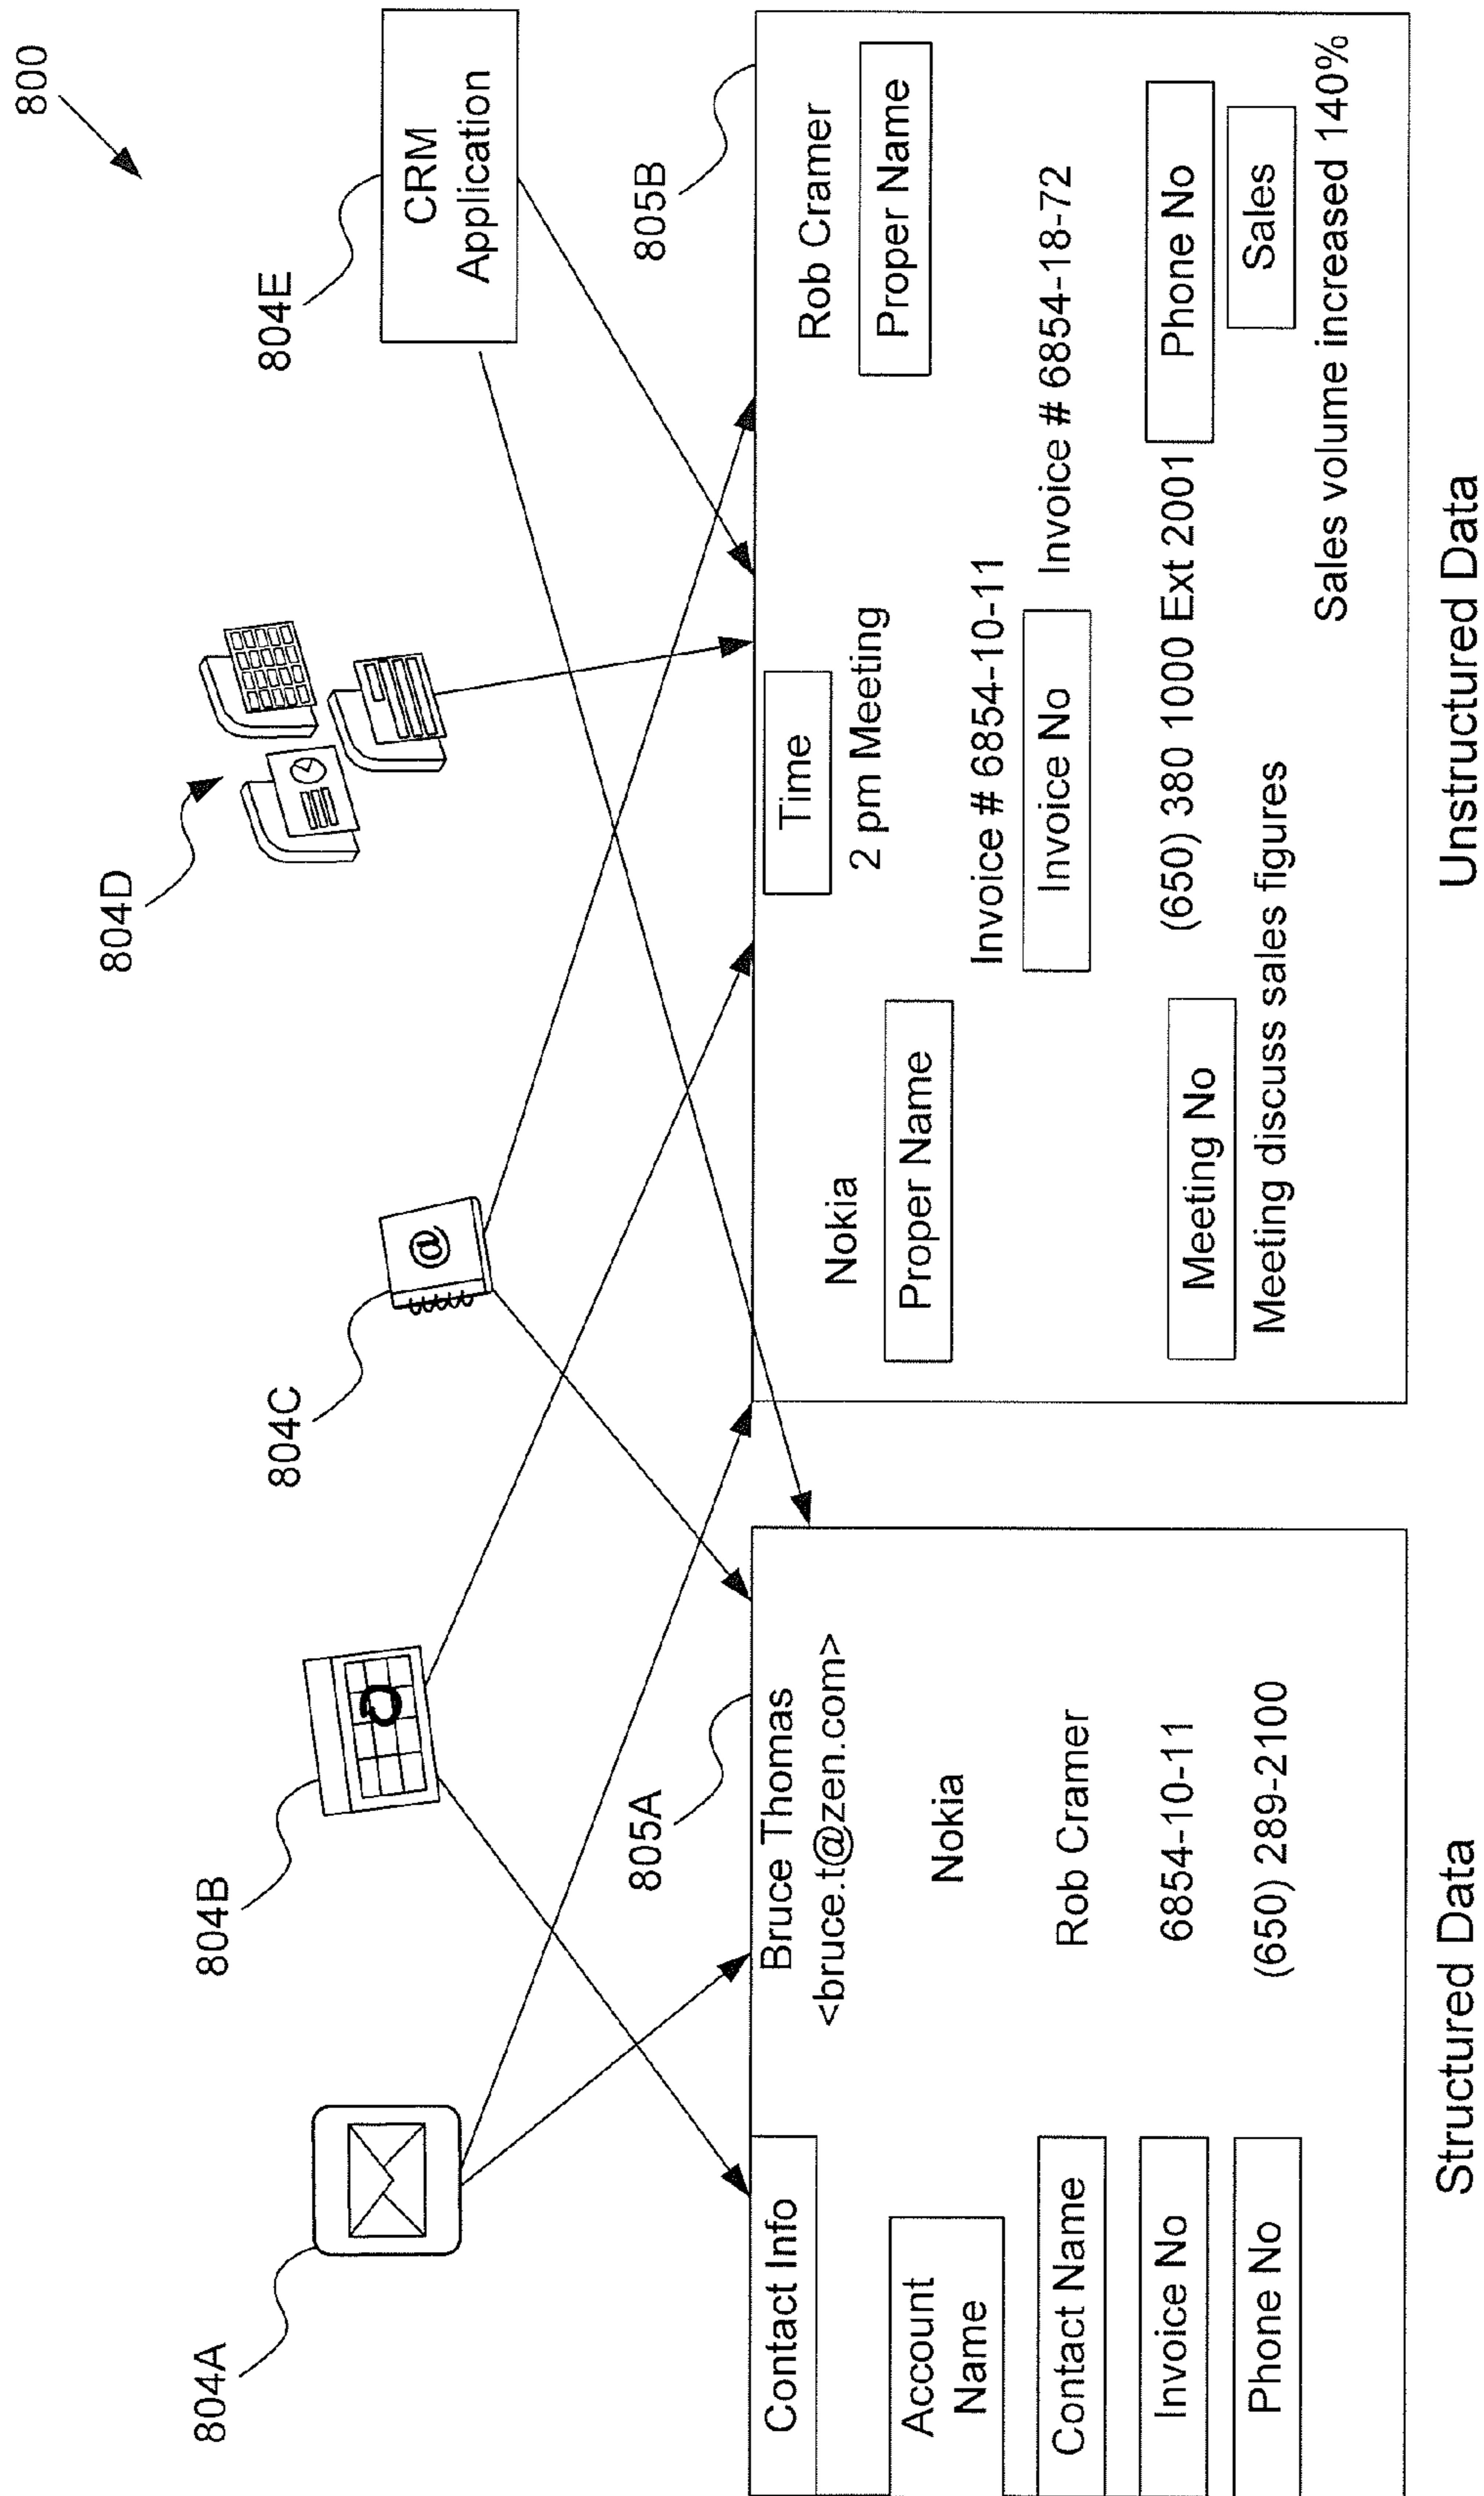 800
804A
804B
804C
804D
804E
CRM
Application
805A
805B
Contact Info
Bruce Thomas
<bruce.t@zen.com>
Account
Name
Nokia
Contact Name
Rob Cramer
Invoice No
6854-10-11
Phone No
(650) 289-2100
Structured Data
Time
2 pm Meeting
Rob Cramer
Proper Name
Nokia
Proper Name
Invoice # 6854-10-11
Invoice No
Invoice # 6854-18-72
Meeting No
(650) 380 1000 Ext 2001
Phone No
Meeting discuss sales figures
Sales
Sales volume increased 140%
Unstructured Data
@